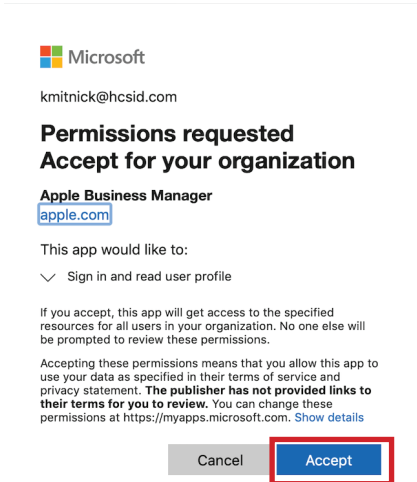 Microsoft
kmitnick@hcsid.com
Permissions requested
Accept for your organization
Apple Business Manager
apple.com
This app would like to:
Sign in and read user profile
If you accept, this app will get access to the specified
resources for all users in your organization. No one else will
be prompted to review these permissions.
Accepting these permissions means that you allow this app to
use your data as specified in their terms of service and
privacy statement. The publisher has not provided links to
their terms for you to review. You can change these
permissions at https://myapps.microsoft.com. Show details
Cancel
Accept